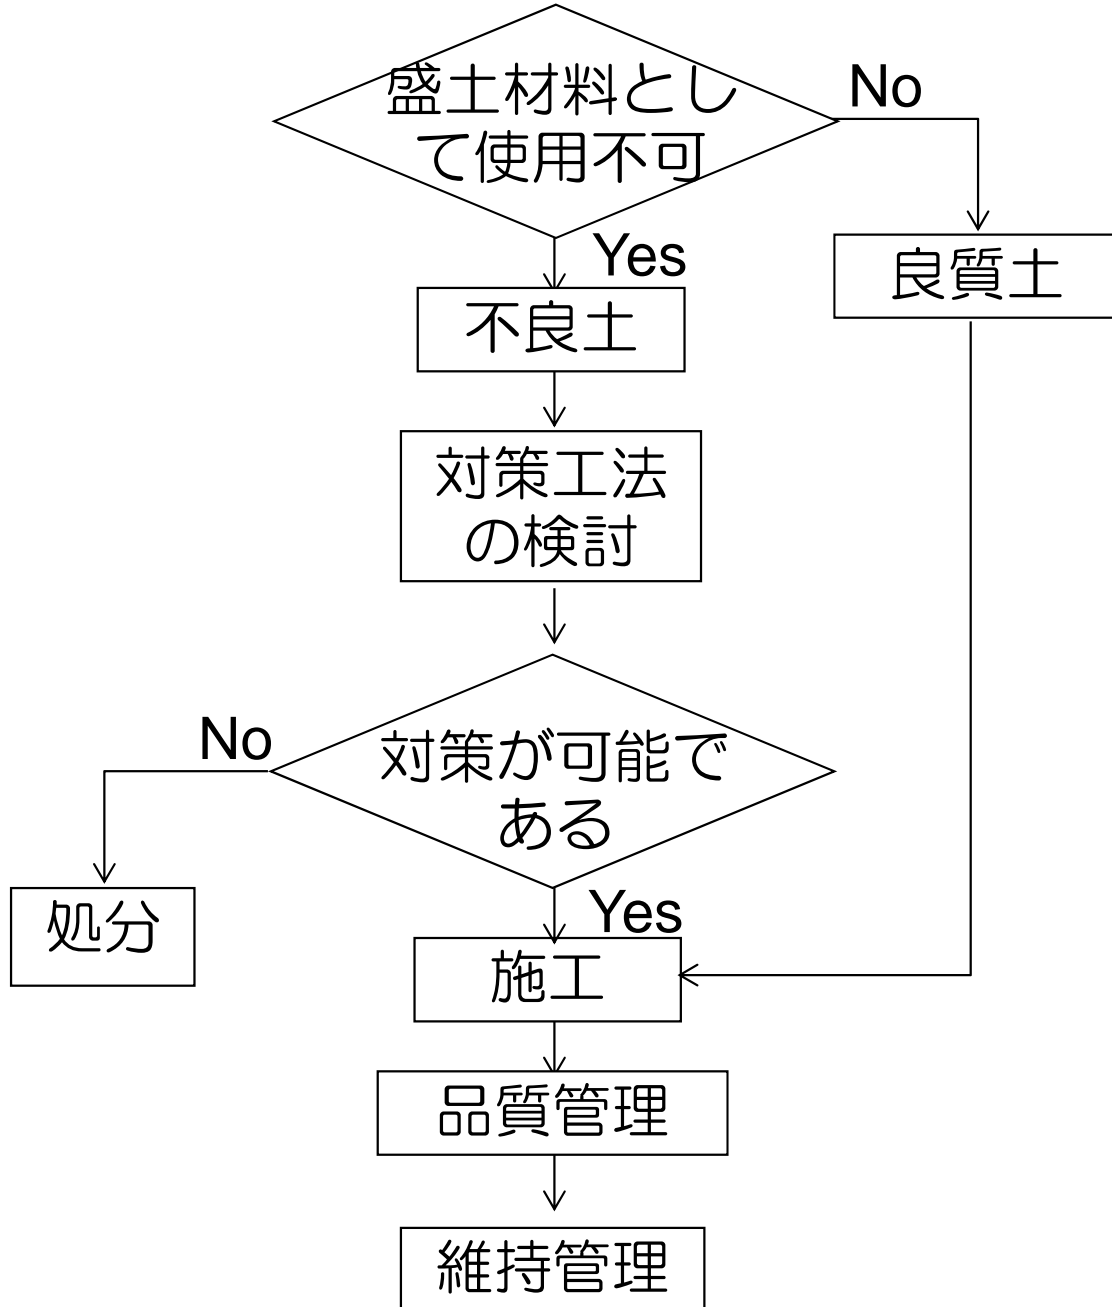 盛土材料とし
て使用不可
No
Yes
良質土
不良土
対策工法
の検討
No
対策が可能で
ある
Yes
処分
施工
品質管理
維持管理